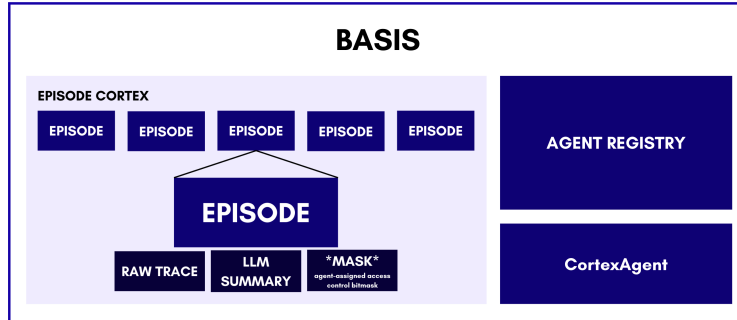 BASIS
EPISODE CORTEX
EPISODE
EPISODE
EPISODE
EPISODE
EPISODE
EPISODE
RAW TRACE
LLM
SUMMARY
*MASK*
agent-assigned access
control bitmask
AGENT REGISTRY
CortexAgent